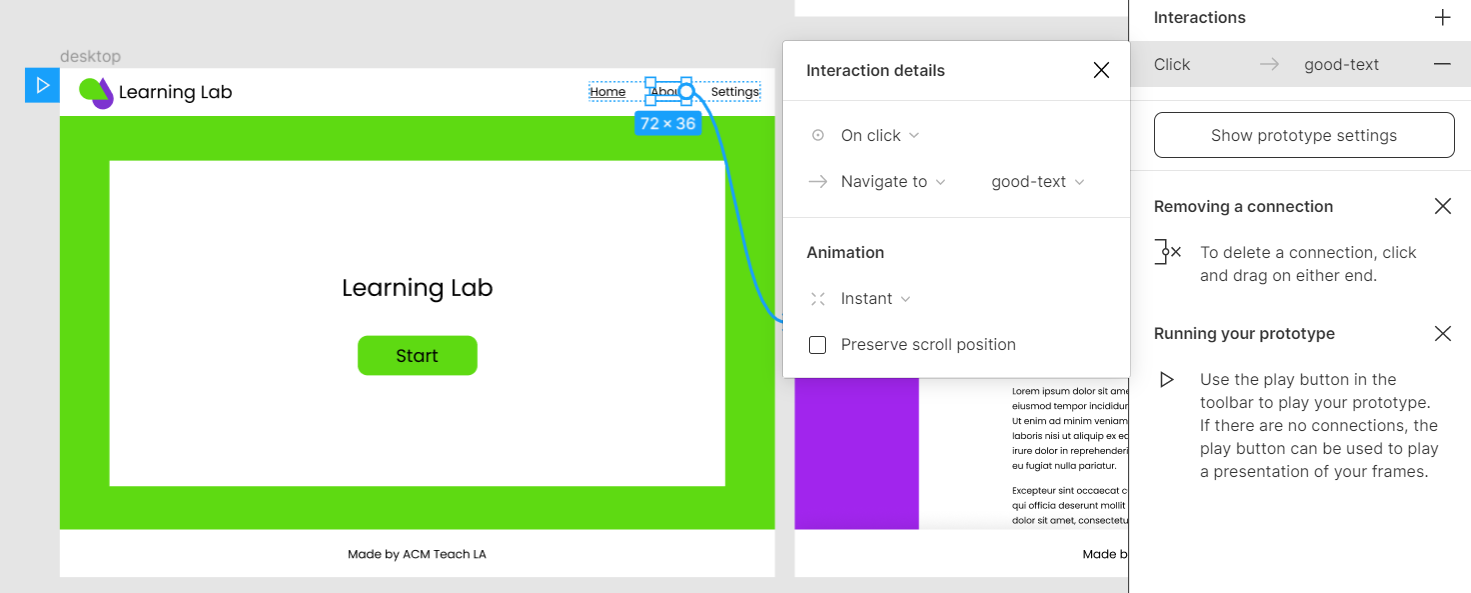 desktop
Learning Lab
Home
Settings
72 × 36
Learning Lab
Start
Made by ACM Teach LA
Interaction details
On click
Navigate to good-text
Animation
Instant
Preserve scroll position
Lorem ipsum dolor sit ame
eiusmod tempor incididur
Ut enim ad minim veniam
laboris nisi ut aliquip ex ec
irure dolor in reprehenderi
eu fugiat nulla pariatur.
Excepteur sint occaecat c
qui officia deserunt mollit
dolor sit amet, consectetu
Made b
Interactions
Click good-text
Show prototype settings
Removing a connection
To delete a connection, click
and drag on either end.
Running your prototype
Use the play button in the
toolbar to play your prototype.
If there are no connections, the
play button can be used to play
a presentation of your frames.